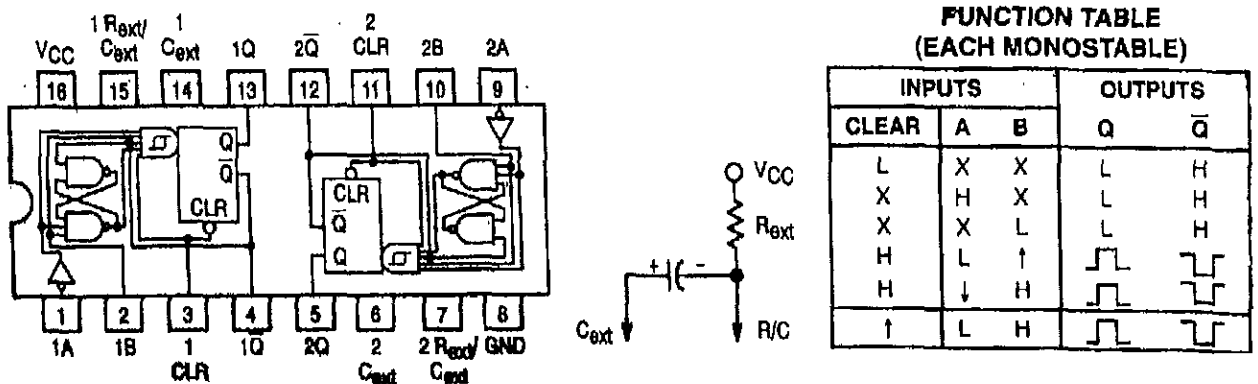 1 Rext/ 1 2
VCC Cext Cext 1Q 2Q̅ CLR 2B 2A
16 15 14 13 12 11 10 9
Q
Q̅
CLR
CLR
Q̅
Q
1 2 3 4 5 6 7 8
1A 1B 1 1Q̅ 2Q 2 2 Rext/ GND
CLR Cext Cext
VCC
Rext
+ -
Cext R/C
FUNCTION TABLE
(EACH MONOSTABLE)
INPUTS OUTPUTS
CLEAR A B Q Q̅
L X X L H
X H X L H
X X L L H
H L ↑
H ↓ H
↑ L H